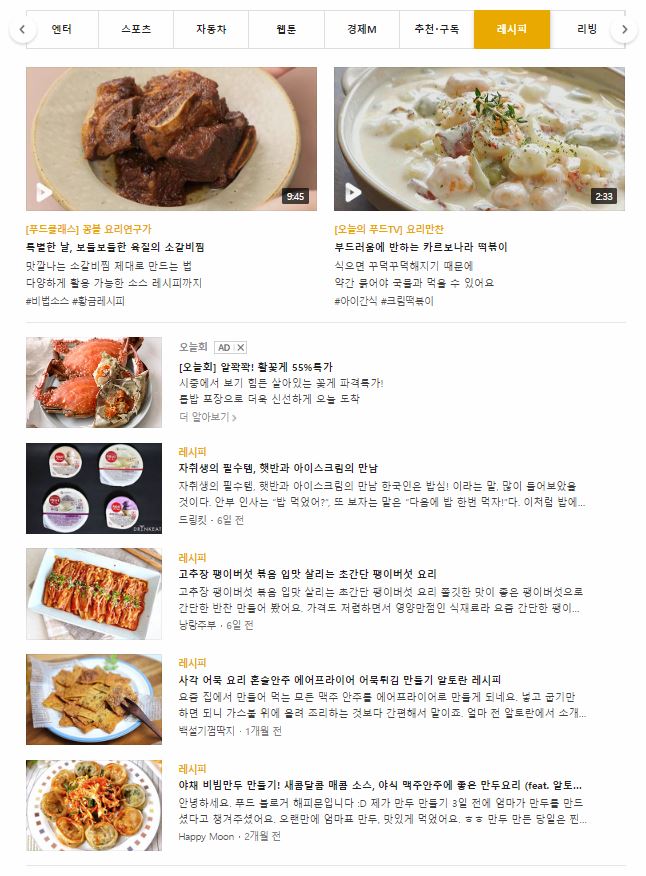 엔터 스포츠 자동차 웹툰 경제M 추천·구독 레시피 리빙
9:45
[푸드클래스] 몽불 요리연구가
특별한 날, 보들보들한 육질의 소갈비찜
맛깔나는 소갈비찜 제대로 만드는 법
다양하게 활용 가능한 소스 레시피까지
#비법소스 #황금레시피
2:33
[오늘의 푸드TV] 요리만찬
부드러움에 반하는 카르보나라 떡볶이
식으면 꾸덕꾸덕해지기 때문에
약간 묽어야 국물과 먹을 수 있어요
#아이간식 #크림떡볶이
오늘회 AD X
[오늘회] 알꽉꽉! 활꽃게 55%특가
시중에서 보기 힘든 살아있는 꽃게 파격특가!
톱밥 포장으로 더욱 신선하게 오늘 도착
더 알아보기 >
레시피
자취생의 필수템, 햇반과 아이스크림의 만남
자취생의 필수템, 햇반과 아이스크림의 만남 한국인은 밥심! 이라는 말, 많이 들어보았을
것이다. 안부 인사는 “밥 먹었어?”, 또 보자는 말은 “다음에 밥 한번 먹자!”다. 이처럼 밥에...
드링킷 · 6일 전
DRINKEAT
레시피
고추장 팽이버섯 볶음 입맛 살리는 초간단 팽이버섯 요리
고추장 팽이버섯 볶음 입맛 살리는 초간단 팽이버섯 요리 쫄깃한 맛이 좋은 팽이버섯으로
간단한 반찬 만들어 봤어요. 가격도 저렴하면서 영양만점인 식재료라 요즘 간단한 팽이...
낭랑주부 · 6일 전
레시피
사각 어묵 요리 혼술안주 에어프라이어 어묵튀김 만들기 알토란 레시피
요즘 집에서 만들어 먹는 모든 맥주 안주를 에어프라이어로 만들게 되네요. 넣고 굽기만
하면 되니 가스불 위에 올려 조리하는 것보다 간편해서 말이죠. 얼마 전 알토란에서 소개...
백설기껌딱지 · 1개월 전
레시피
야채 비빔만두 만들기! 새콤달콤 매콤 소스, 야식 맥주안주에 좋은 만두요리 (feat. 알토...
안녕하세요. 푸드 블로거 해피문입니다 :D 제가 만두 만들기 3일 전에 엄마가 만두를 만드
셨다고 챙겨주셨어요. 오랜만에 엄마표 만두, 맛있게 먹었어요. ㅎㅎ 만두 만든 당일은 찐...
Happy Moon · 2개월 전